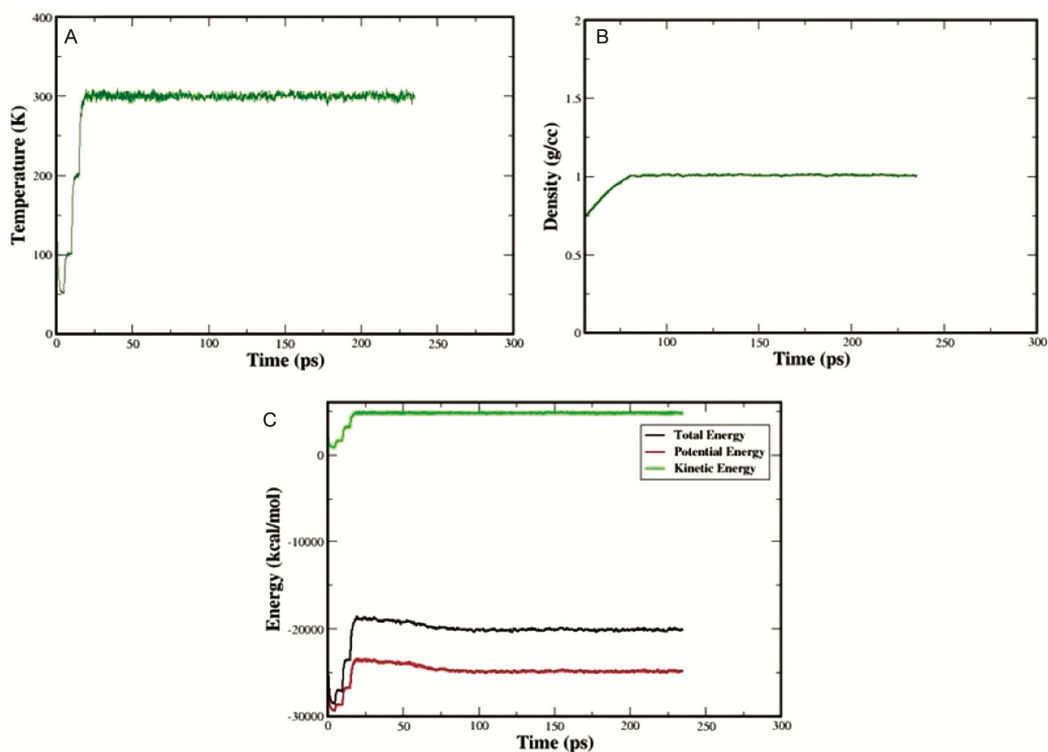 A
400
300
200
100
0
Temperature (K)
0 50 100 150 200 250 300
Time (ps)
B
2
1.5
1
0.5
0
Density (g/cc)
100 150 200 250 300
Time (ps)
C
0
-10000
-20000
-30000
Energy (kcal/mol)
Total Energy
Potential Energy
Kinetic Energy
0 50 100 150 200 250 300
Time (ps)